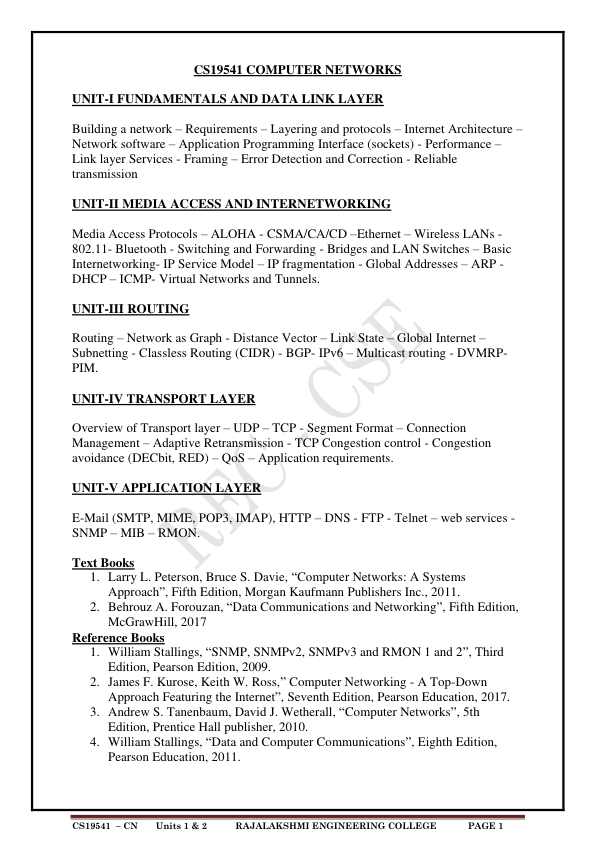 CS19541 COMPUTER NETWORKS
UNIT-I FUNDAMENTALS AND DATA LINK LAYER
Building a network – Requirements – Layering and protocols – Internet Architecture –
Network software – Application Programming Interface (sockets) - Performance –
Link layer Services - Framing – Error Detection and Correction - Reliable
transmission
UNIT-II MEDIA ACCESS AND INTERNETWORKING
Media Access Protocols – ALOHA - CSMA/CA/CD –Ethernet – Wireless LANs -
802.11- Bluetooth - Switching and Forwarding - Bridges and LAN Switches – Basic
Internetworking- IP Service Model – IP fragmentation - Global Addresses – ARP -
DHCP – ICMP- Virtual Networks and Tunnels.
UNIT-III ROUTING
Routing – Network as Graph - Distance Vector – Link State – Global Internet –
Subnetting - Classless Routing (CIDR) - BGP- IPv6 – Multicast routing - DVMRP-
PIM.
UNIT-IV TRANSPORT LAYER
Overview of Transport layer – UDP – TCP - Segment Format – Connection
Management – Adaptive Retransmission - TCP Congestion control - Congestion
avoidance (DECbit, RED) – QoS – Application requirements.
UNIT-V APPLICATION LAYER
E-Mail (SMTP, MIME, POP3, IMAP), HTTP – DNS - FTP - Telnet – web services -
SNMP – MIB – RMON.
Text Books
1. Larry L. Peterson, Bruce S. Davie, “Computer Networks: A Systems
Approach”, Fifth Edition, Morgan Kaufmann Publishers Inc., 2011.
2. Behrouz A. Forouzan, “Data Communications and Networking”, Fifth Edition,
McGrawHill, 2017
Reference Books
1. William Stallings, “SNMP, SNMPv2, SNMPv3 and RMON 1 and 2”, Third
Edition, Pearson Edition, 2009.
2. James F. Kurose, Keith W. Ross,” Computer Networking - A Top-Down
Approach Featuring the Internet”, Seventh Edition, Pearson Education, 2017.
3. Andrew S. Tanenbaum, David J. Wetherall, “Computer Networks”, 5th
Edition, Prentice Hall publisher, 2010.
4. William Stallings, “Data and Computer Communications”, Eighth Edition,
Pearson Education, 2011.
REC - CSE
CS19541 – CN Units 1 & 2 RAJALAKSHMI ENGINEERING COLLEGE PAGE 1